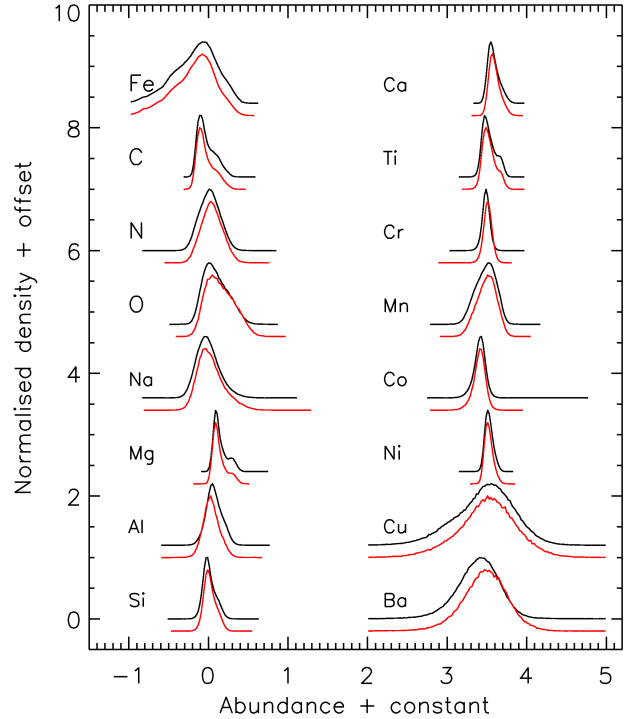 10
Fe
Ca
8
C
Ti
N
6
Cr
O
Mn
4
Na
Co
Mg
Ni
2
Al
Cu
Si
Ba
0
−1 0 1 2 3 4 5
Abundance + constant
Normalised density + offset